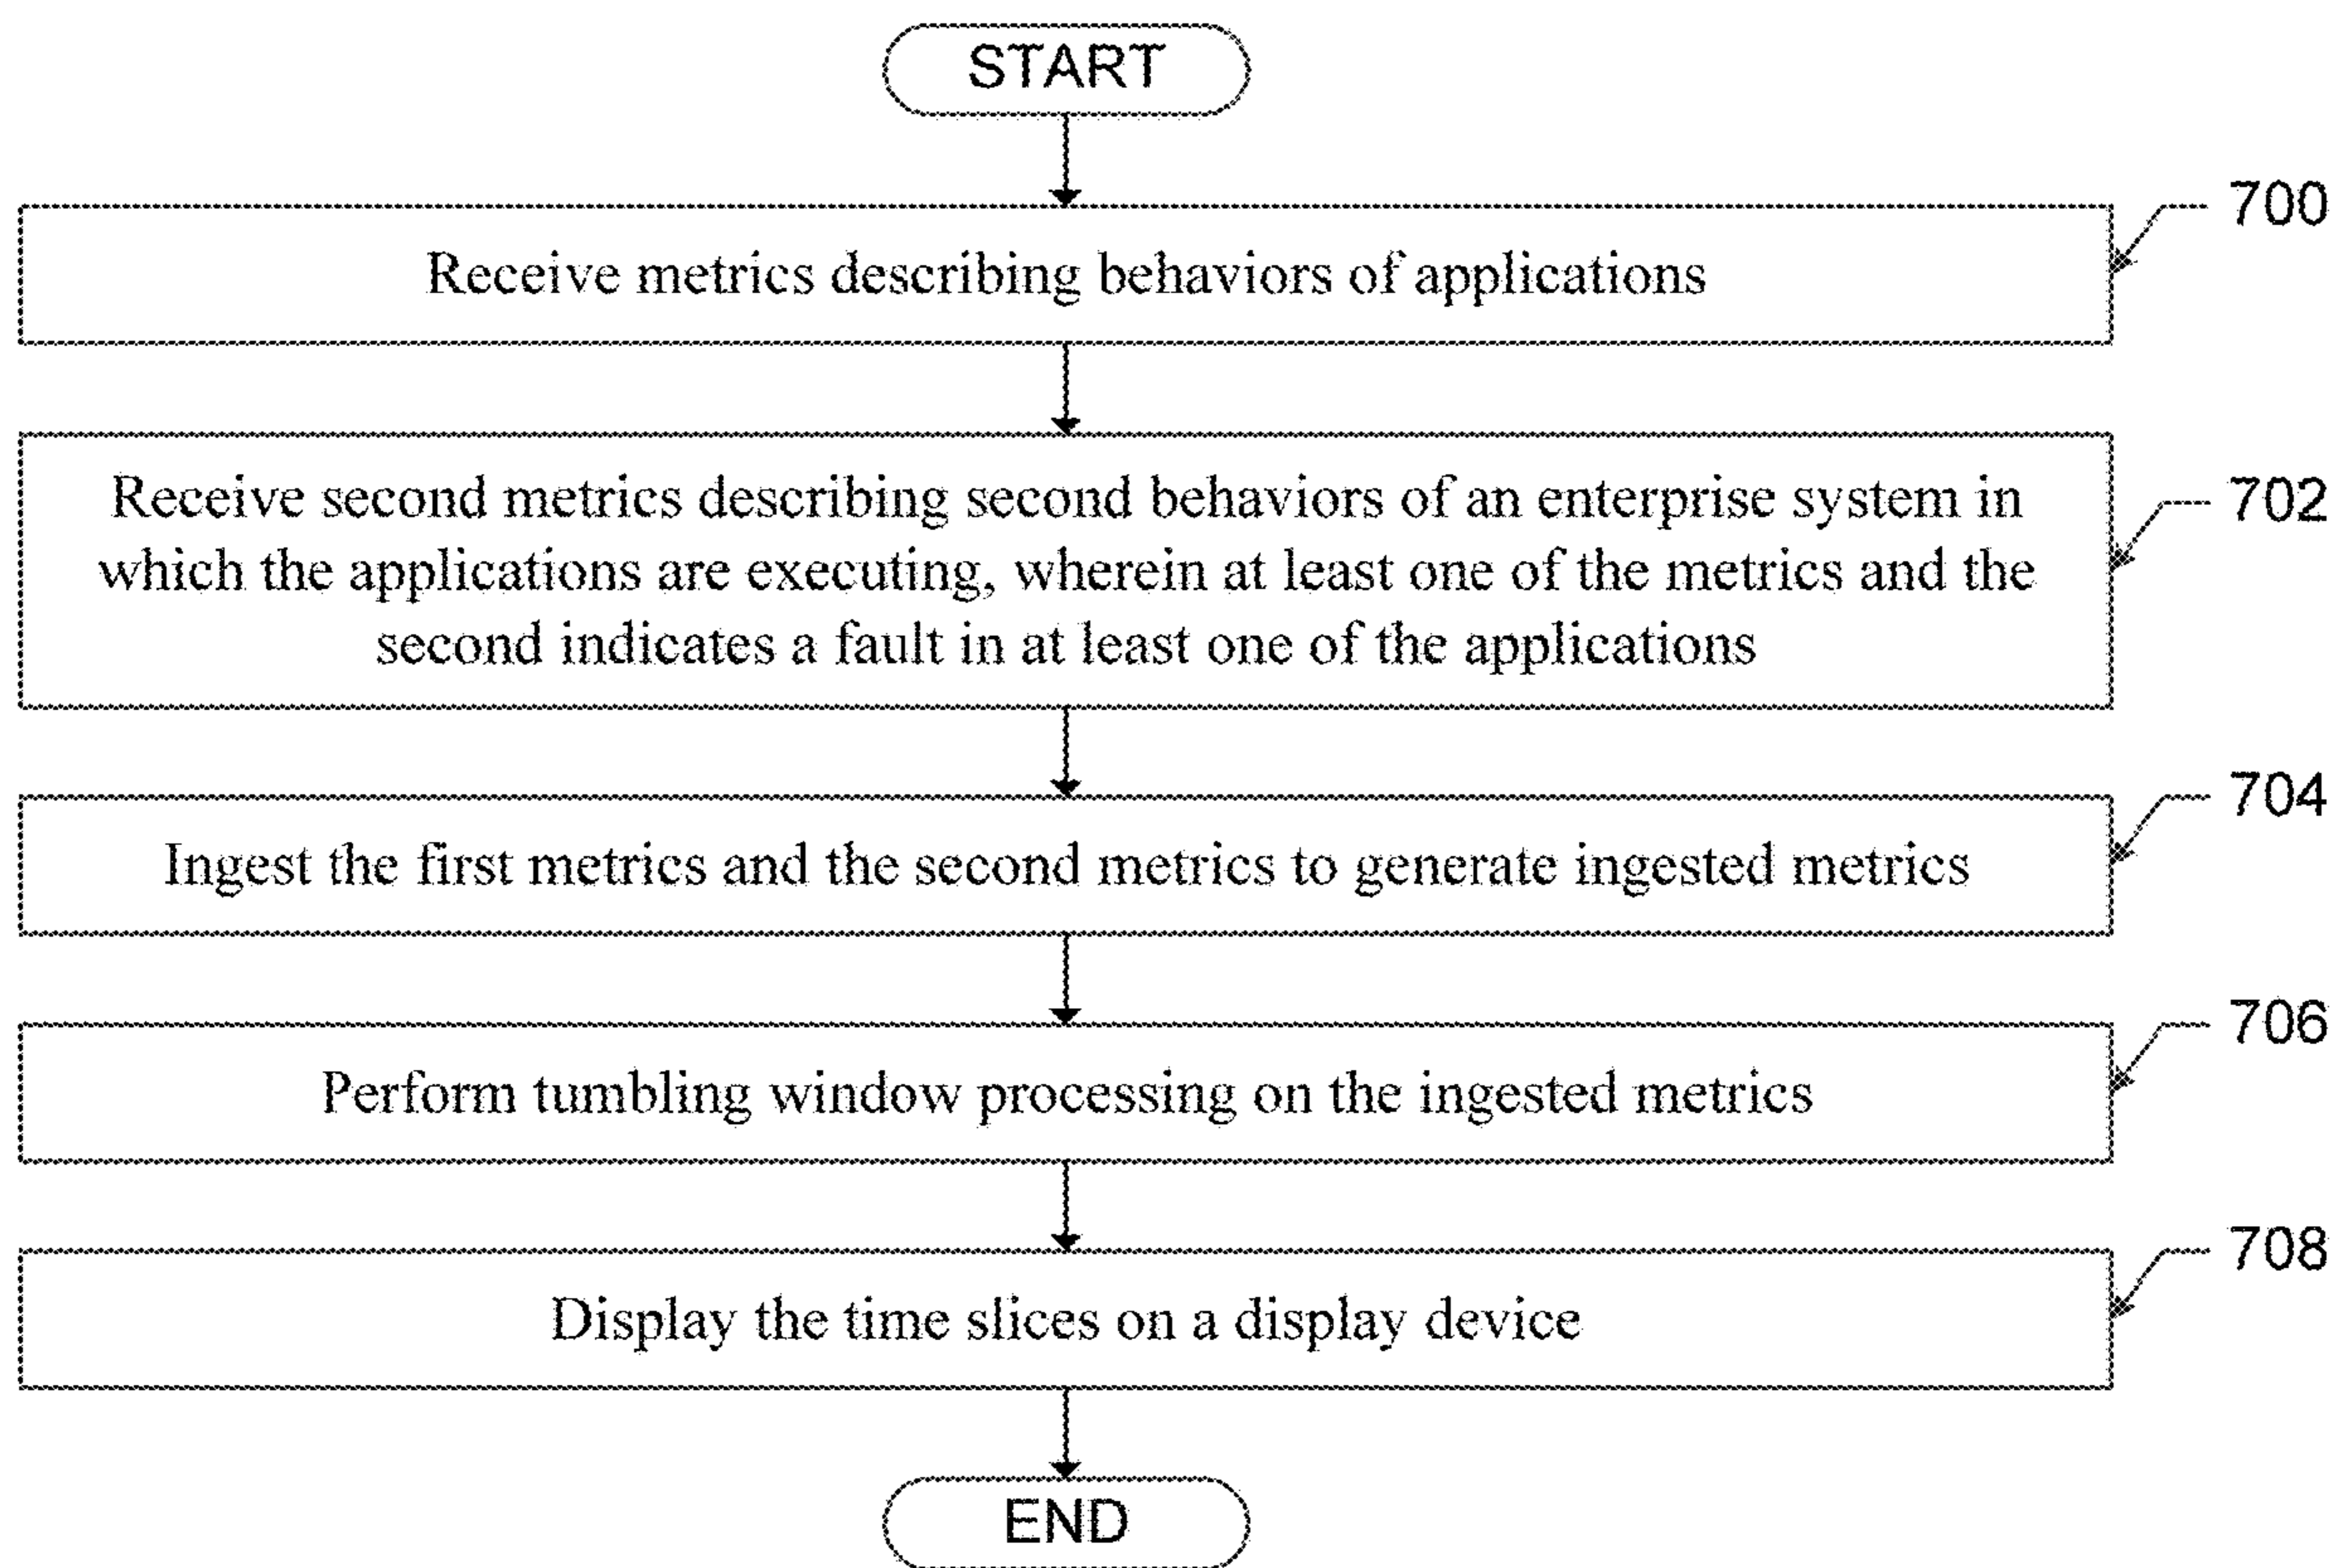 START
700
Receive metrics describing behaviors of applications
Receive second metrics describing second behaviors of an enterprise system in
702
which the applications are executing, wherein at least one of the metrics and the
second indicates a fault in at least one of the applications
704
Ingest the first metrics and the second metrics to generate ingested metrics
706
Perform tumbling window processing on the ingested metrics
708
Display the time slices on a display device
END